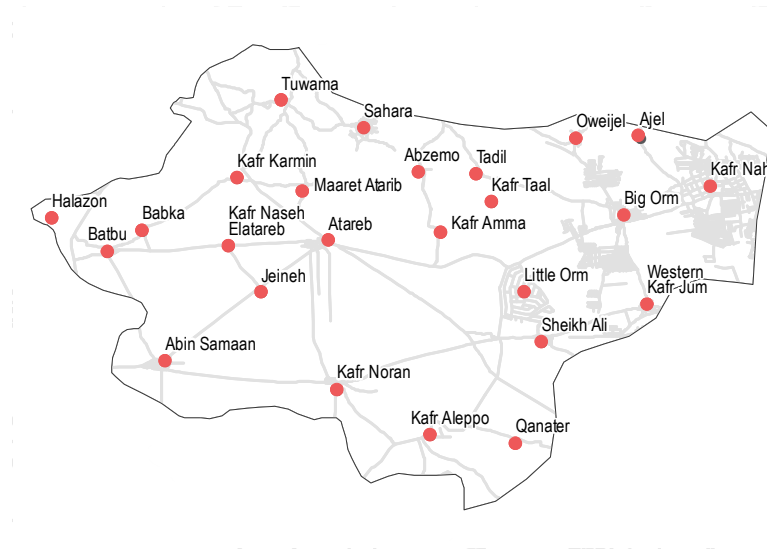 Tuwama
Sahara
Oweijel
Ajel
Kafr Karmin
Abzemo
Tadil
Kafr Nah
Maaret Atarib
Kafr Taal
Halazon
Babka
Kafr Naseh
Elatareb
Big Orm
Batbu
Atareb
Kafr Amma
Jeineh
Little Orm
Western
Kafr Jum
Abin Samaan
Sheikh Ali
Kafr Noran
Kafr Aleppo
Qanater